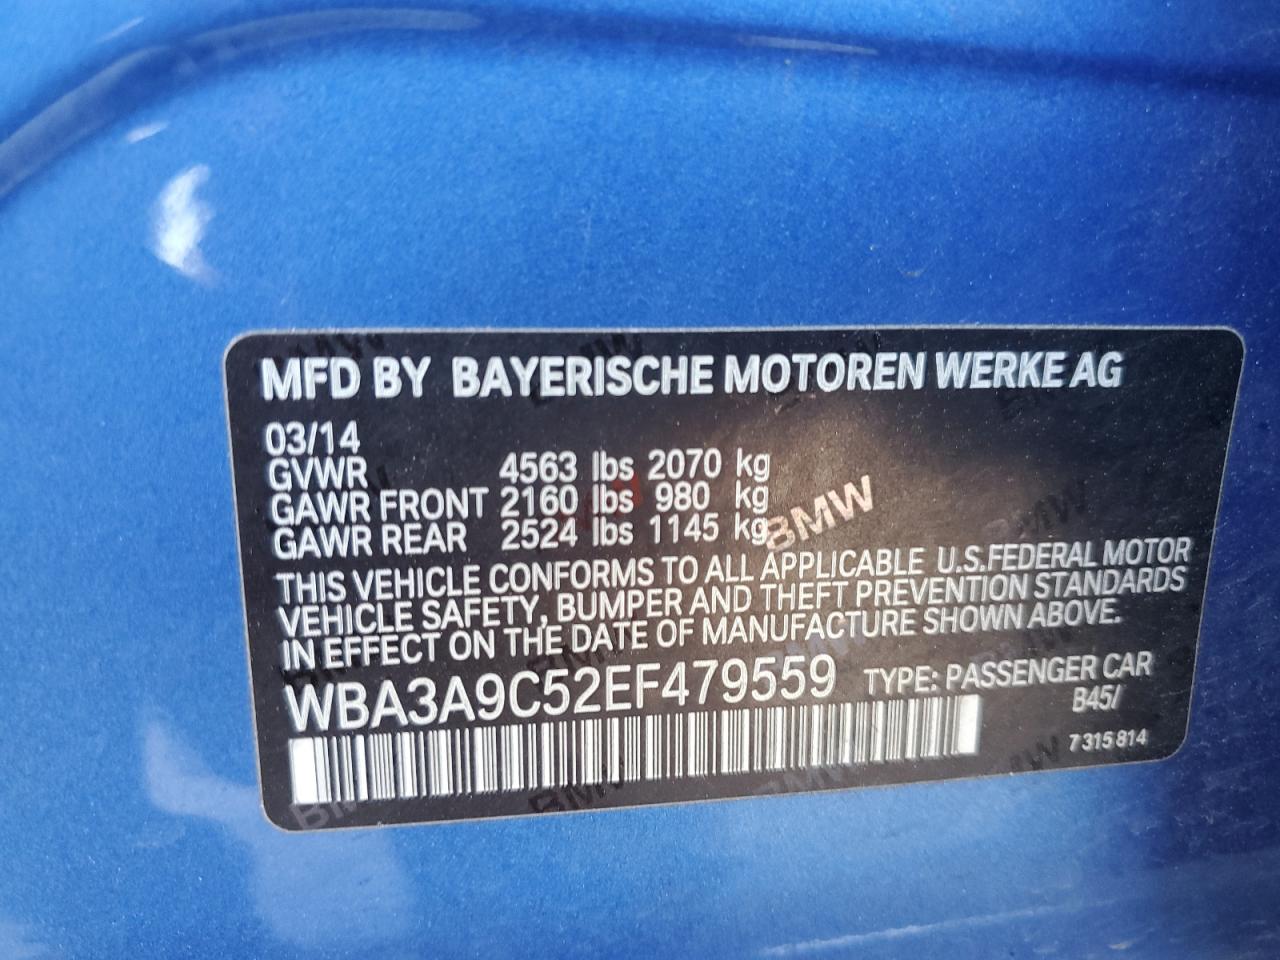 MFD BY BAYERISCHE MOTOREN WERKE AG
03/14
GVWR 4563 lbs 2070 kg
GAWR FRONT 2160 lbs 980 kg
GAWR REAR 2524 lbs 1145 kg
BMW
THIS VEHICLE CONFORMS TO ALL APPLICABLE U.S.FEDERAL MOTOR
VEHICLE SAFETY, BUMPER AND THEFT PREVENTION STANDARDS
IN EFFECT ON THE DATE OF MANUFACTURE SHOWN ABOVE.
WBA3A9C52EF479559 TYPE: PASSENGER CAR
B45/
7 315 814